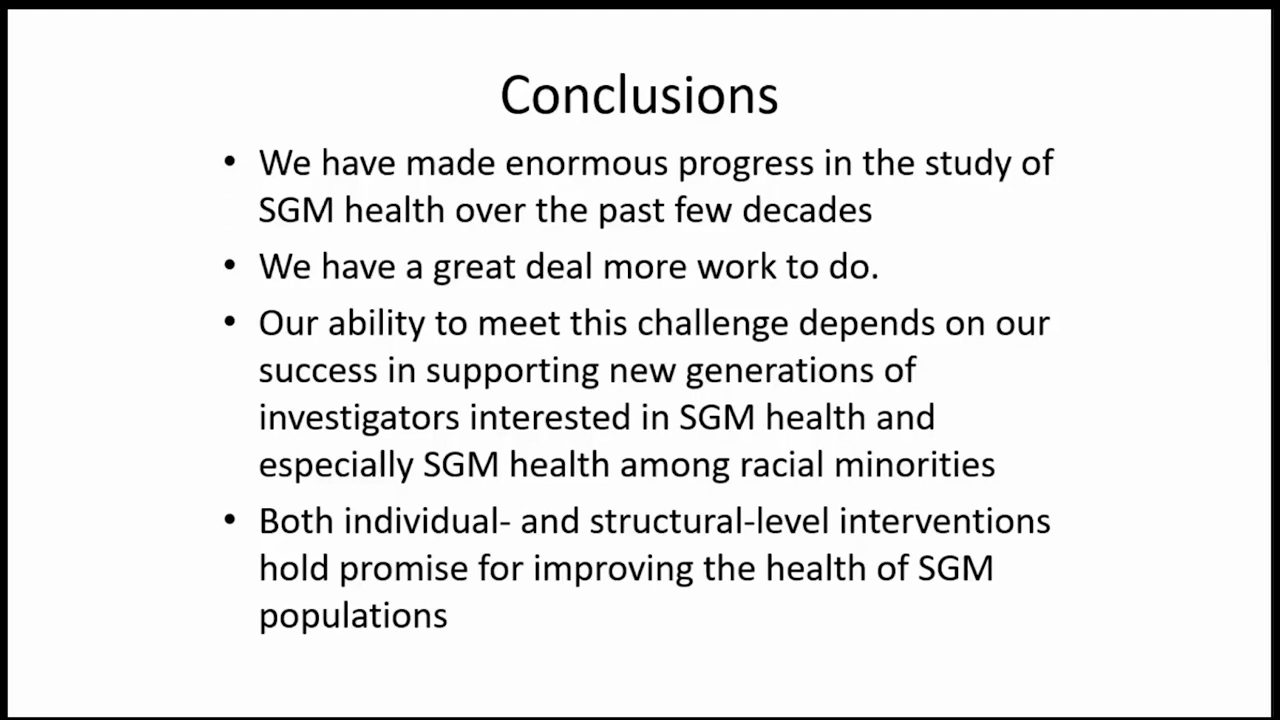 Conclusions
• We have made enormous progress in the study of
SGM health over the past few decades
• We have a great deal more work to do.
• Our ability to meet this challenge depends on our
success in supporting new generations of
investigators interested in SGM health and
especially SGM health among racial minorities
• Both individual- and structural-level interventions
hold promise for improving the health of SGM
populations